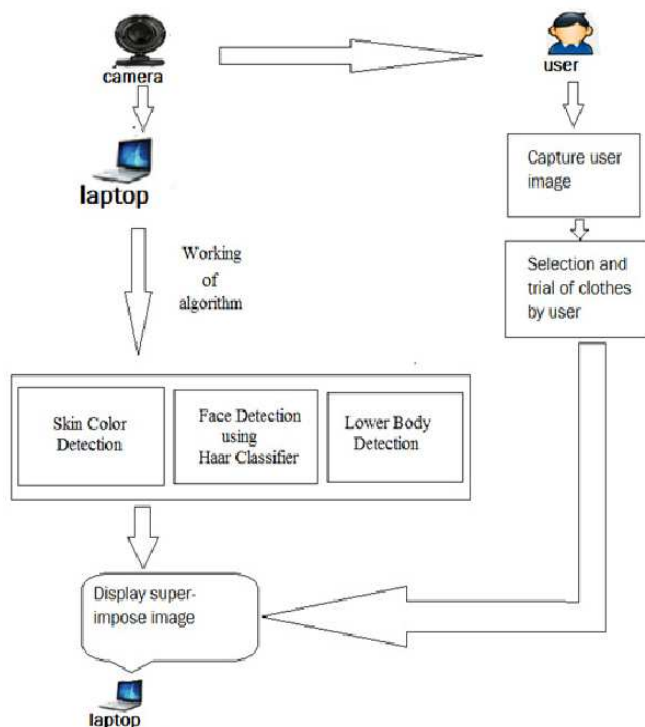 camera
user
laptop
Capture user
image
Working
of
algorithm
Selection and
trial of clothes
by user
Skin Color
Detection
Face Detection
using
Haar Classifier
Lower Body
Detection
Display super-
impose image
laptop